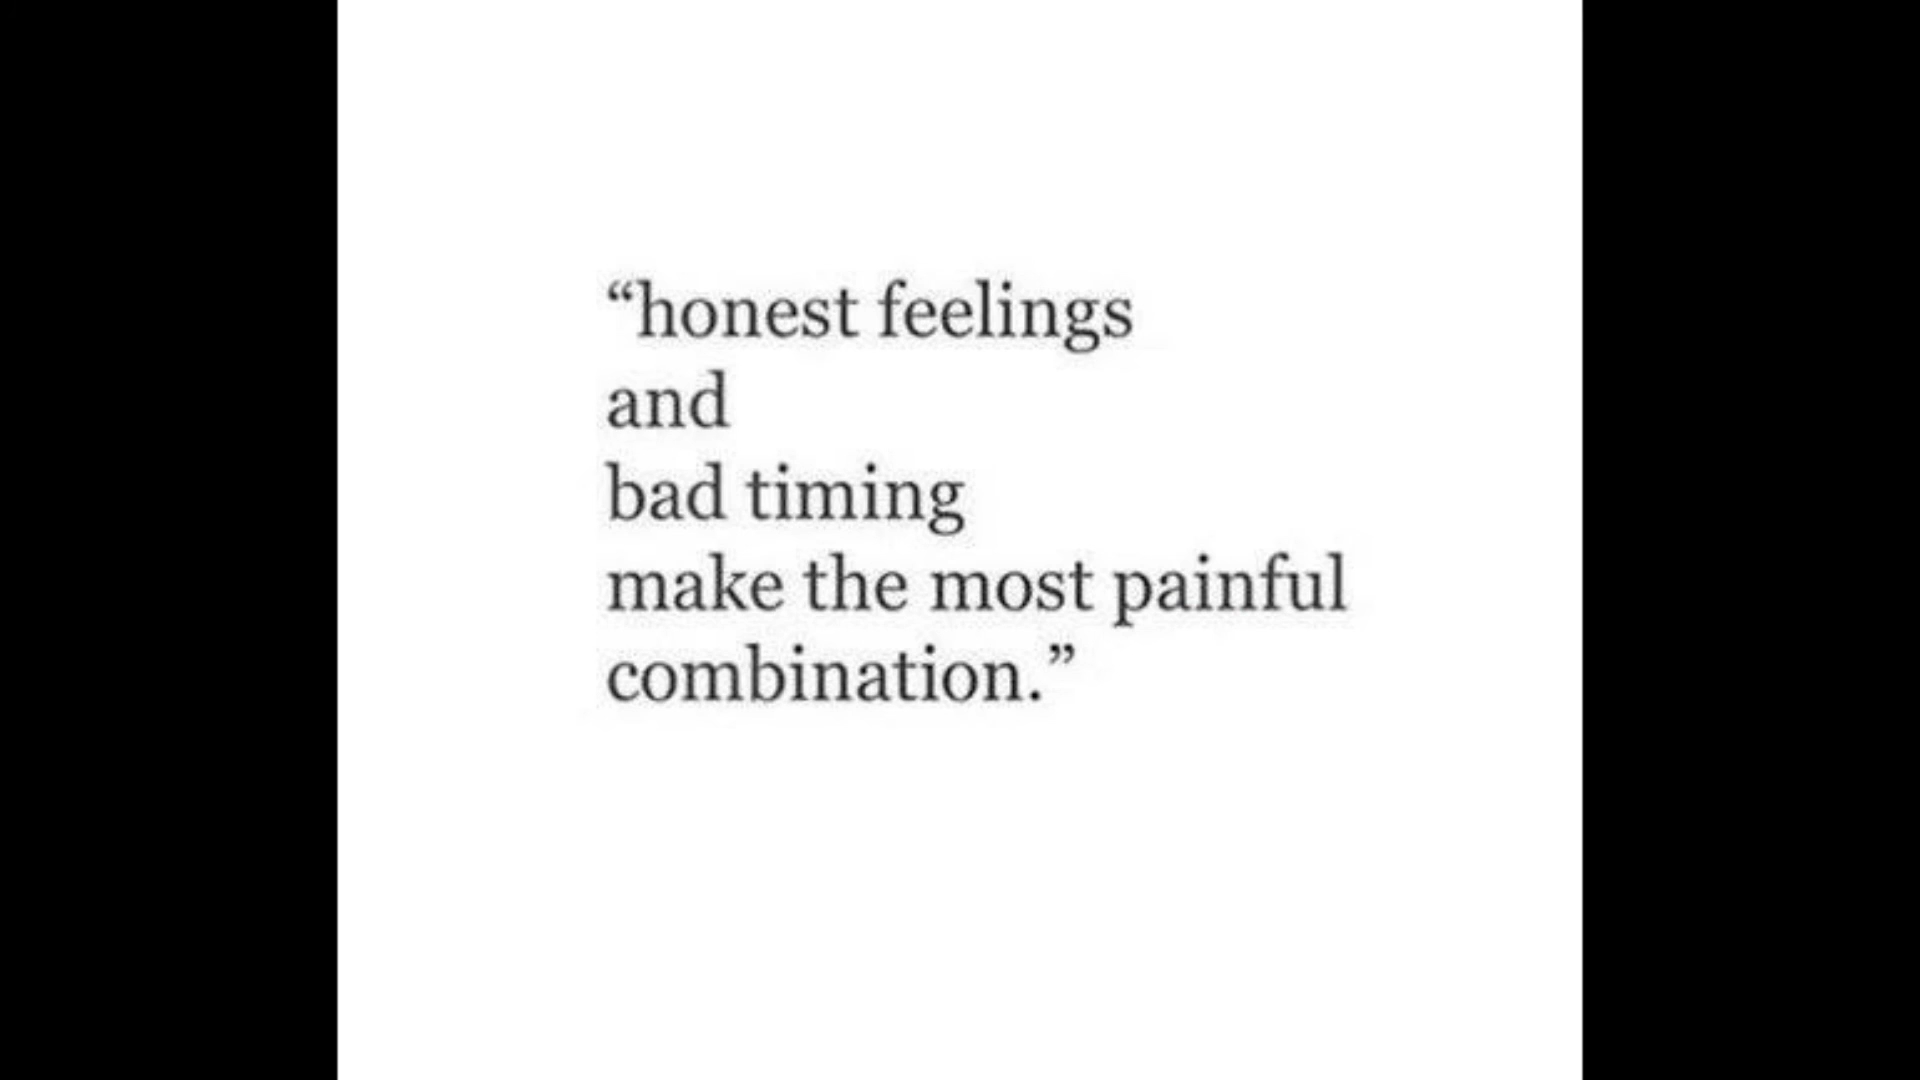 “honest feelings
and
bad timing
make the most painful
combination.”